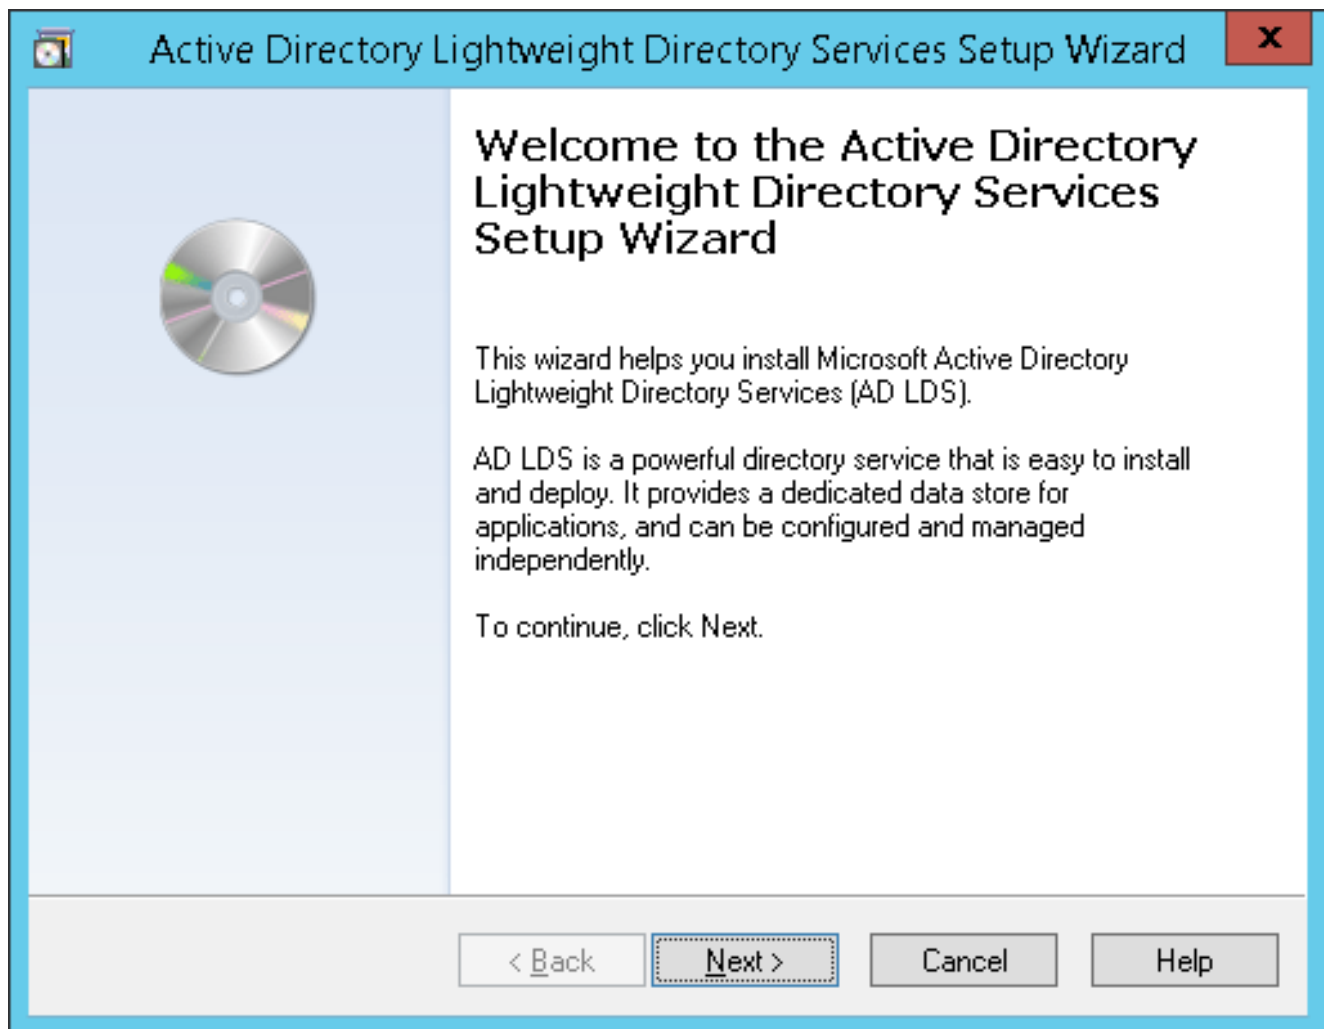 Active Directory Lightweight Directory Services Setup Wizard
x
Welcome to the Active Directory
Lightweight Directory Services
Setup Wizard
This wizard helps you install Microsoft Active Directory
Lightweight Directory Services (AD LDS).
AD LDS is a powerful directory service that is easy to install
and deploy. It provides a dedicated data store for
applications, and can be configured and managed
independently.
To continue, click Next.
< Back
Next >
Cancel
Help